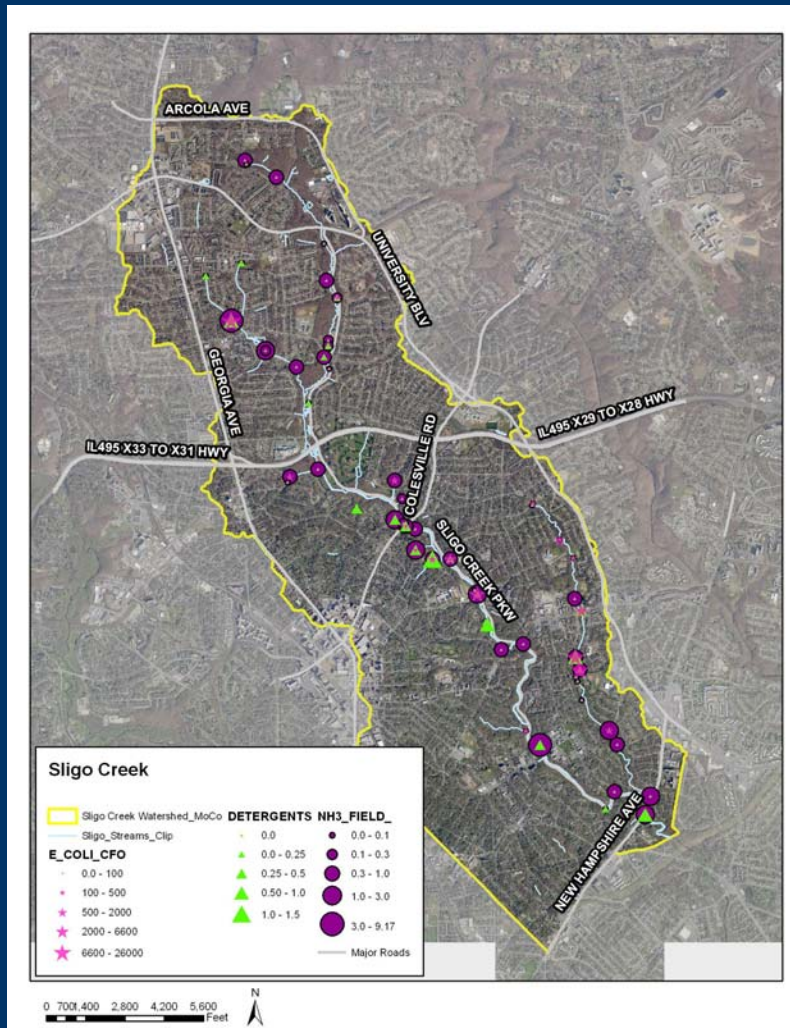 ARCOLA AVE
UNIVERSITY BLV
GEORGIA AVE
IL495 X29 TO X28 HWY
IL495 X33 TO X31 HWY
COLESVILLE RD
SLIGO CREEK PKW
NEW HAMPSHIRE AVE
Sligo Creek
Sligo Creek Watershed_MoCo
Sligo_Streams_Clip
E_COLI_CFO
0.0 - 100
100 - 500
500 - 2000
2000 - 6600
6600 - 26000
DETERGENTS
0.0
0.0 - 0.25
0.25 - 0.5
0.50 - 1.0
1.0 - 1.5
NH3_FIELD_
0.0 - 0.1
0.1 - 0.3
0.3 - 1.0
1.0 - 3.0
3.0 - 9.17
Major Roads
0 700 1,400 2,800 4,200 5,600
Feet
N